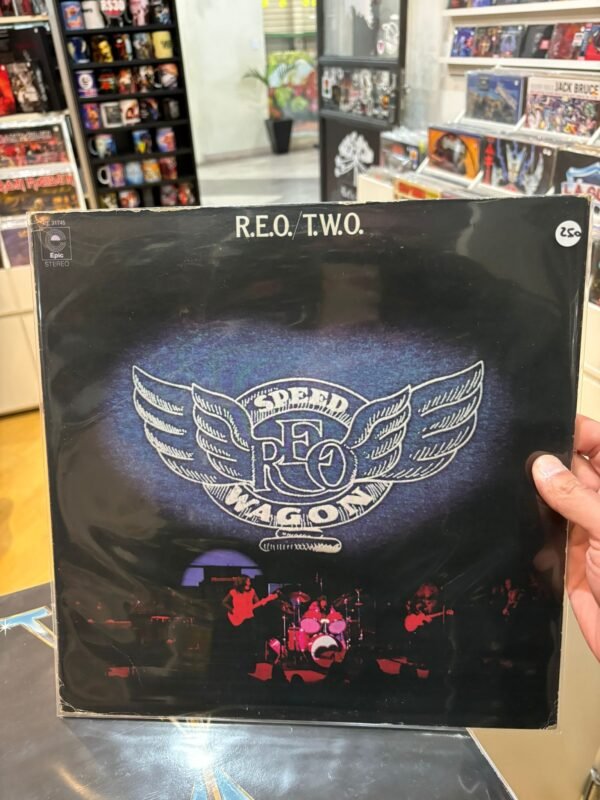 R.E.O./T.W.O.
Epic
STEREO
250
SPEED
REO
WAGON
JACK BRUCE